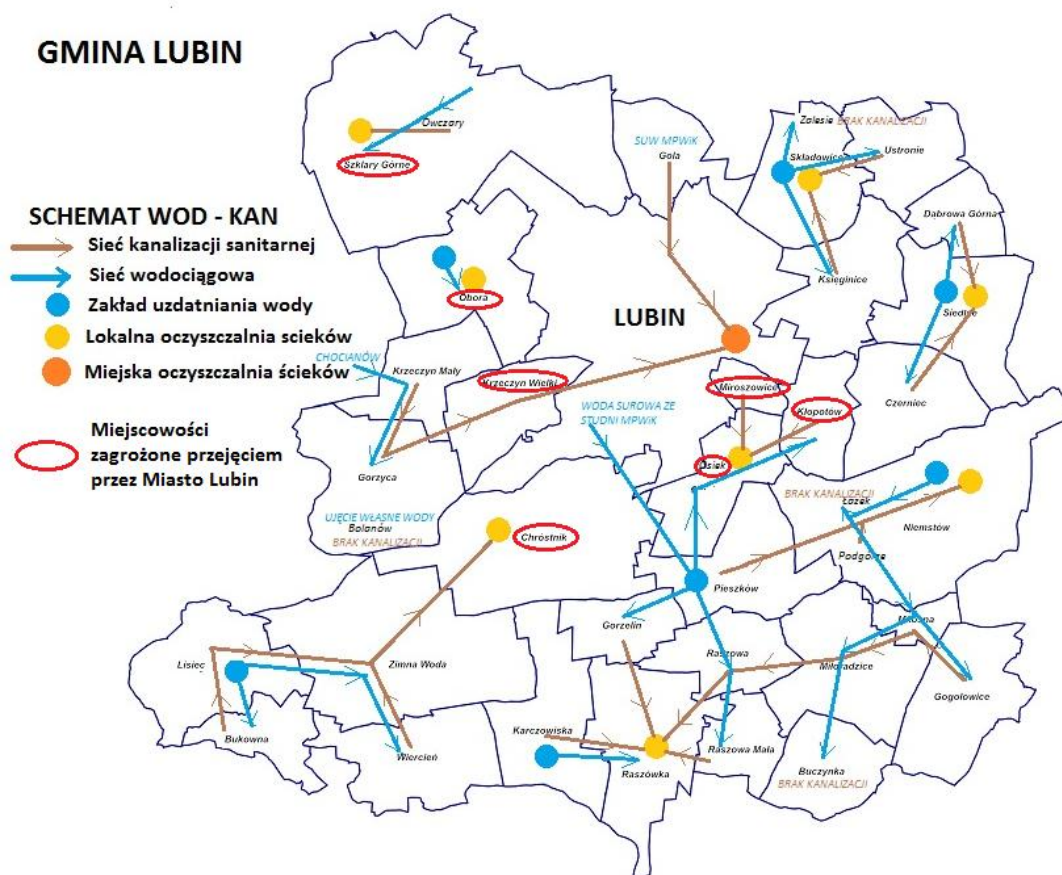 GMINA LUBIN
SCHEMAT WOD - KAN
Sieć kanalizacji sanitarnej
Sieć wodociągowa
Zakład uzdatniania wody
Lokalna oczyszczalnia scieków
Miejska oczyszczalnia ścieków
Miejscowości
zagrożone przejęciem
przez Miasto Lubin
Owczary
Szklary Górne
SUW MPWiK
Gola
Zalesie BRAK KANALIZACJI
Składowice
Ustronie
Księginice
Dąbrowa Górna
Siedlce
Czerniec
Obora
LUBIN
CHOCIANÓW
Krzeczyn Mały
Krzeczyn Wielki
Gorzyca
Miroszowice
Kłopotów
WODA SUROWA ZE
STUDNI MPWiK
Osiek
UJĘCIE WŁASNE WODY
Bolanów
BRAK KANALIZACJI
Chróstnik
BRAK KANALIZACJI
Łazek
Niemstów
Podgórze
Pieszków
Gorzelin
Raszowa
Miłosna
Miłoradzice
Gogołowice
Lisiec
Zimna Woda
Bukowna
Wiercień
Karczowiska
Raszówka
Raszowa Mała
Buczynka
BRAK KANALIZACJI